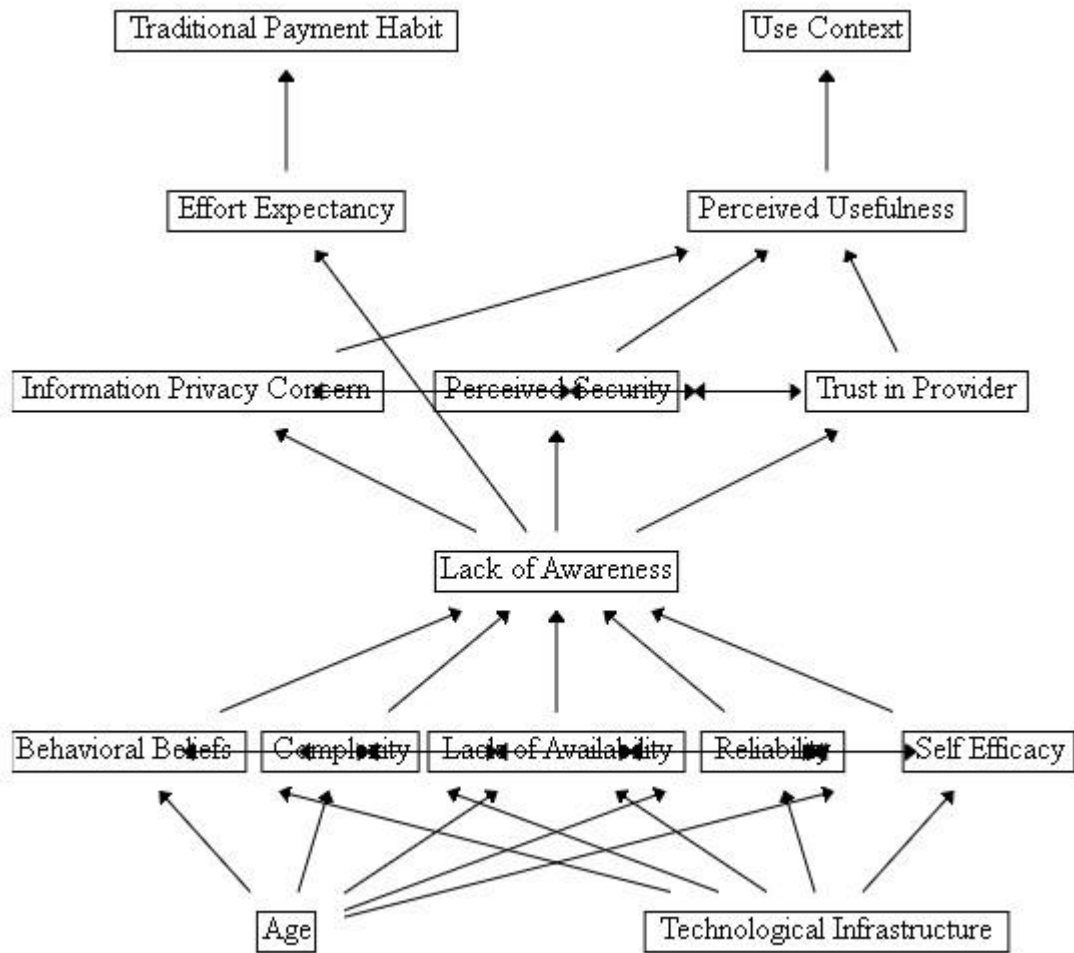 Traditional Payment Habit
Use Context
Effort Expectancy
Perceived Usefulness
Information Privacy Concern
Perceived Security
Trust in Provider
Lack of Awareness
Behavioral Beliefs
Complexity
Lack of Availability
Reliability
Self Efficacy
Age
Technological Infrastructure